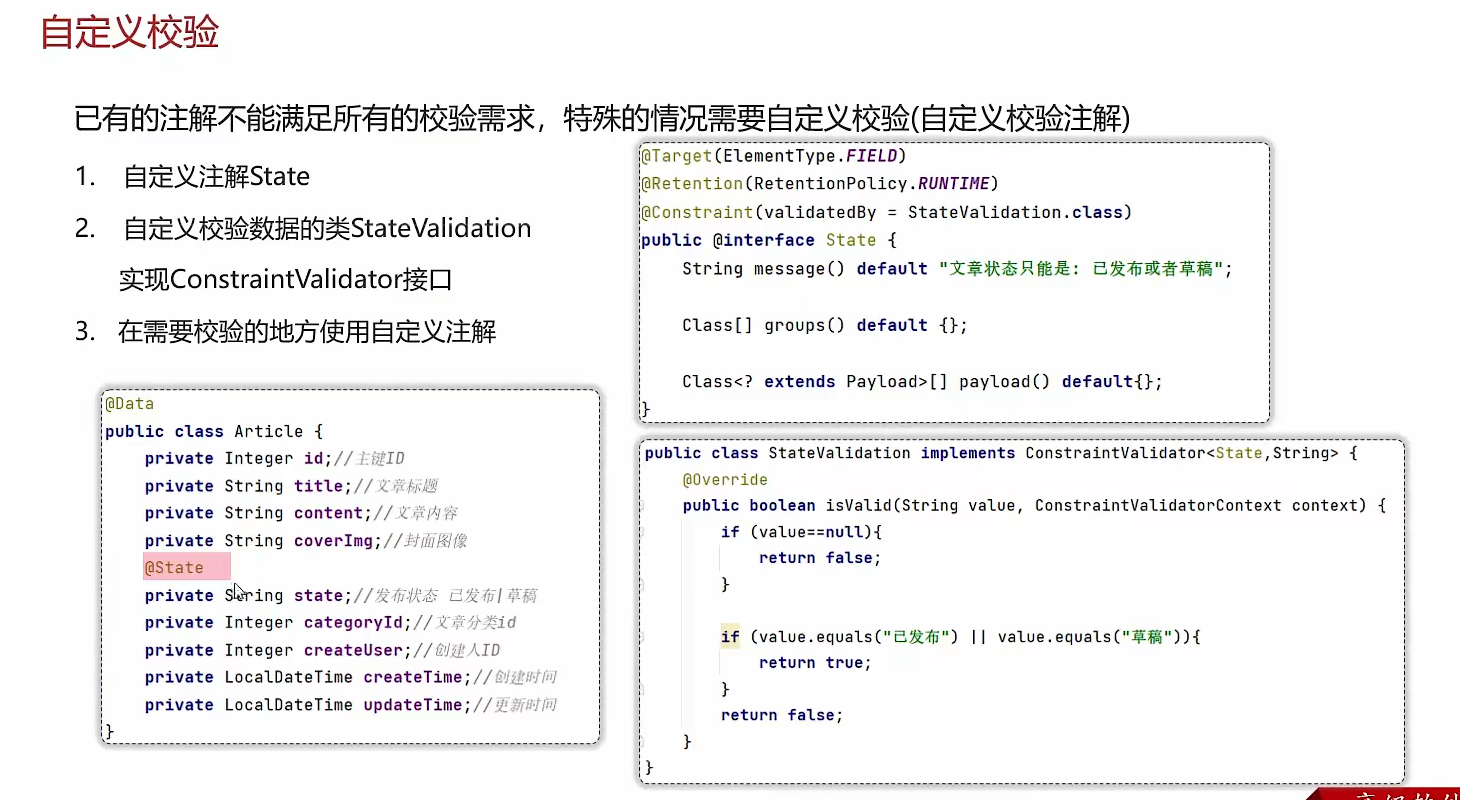 自定义校验
已有的注解不能满足所有的校验需求，特殊的情况需要自定义校验(自定义校验注解)
1. 自定义注解State
2. 自定义校验数据的类StateValidation
实现ConstraintValidator接口
3. 在需要校验的地方使用自定义注解
@Target(ElementType.FIELD)
@Retention(RetentionPolicy.RUNTIME)
@Constraint(validatedBy = StateValidation.class)
public @interface State {
String message() default "文章状态只能是: 已发布或者草稿";
Class[] groups() default {};
Class<? extends Payload>[] payload() default{};
}
@Data
public class Article {
private Integer id;//主键ID
private String title;//文章标题
private String content;//文章内容
private String coverImg;//封面图像
@State
private String state;//发布状态 已发布|草稿
private Integer categoryId;//文章分类id
private Integer createUser;//创建人ID
private LocalDateTime createTime;//创建时间
private LocalDateTime updateTime;//更新时间
}
public class StateValidation implements ConstraintValidator<State,String> {
@Override
public boolean isValid(String value, ConstraintValidatorContext context) {
if (value==null){
return false;
}
if (value.equals("已发布") || value.equals("草稿")){
return true;
}
return false;
}
}